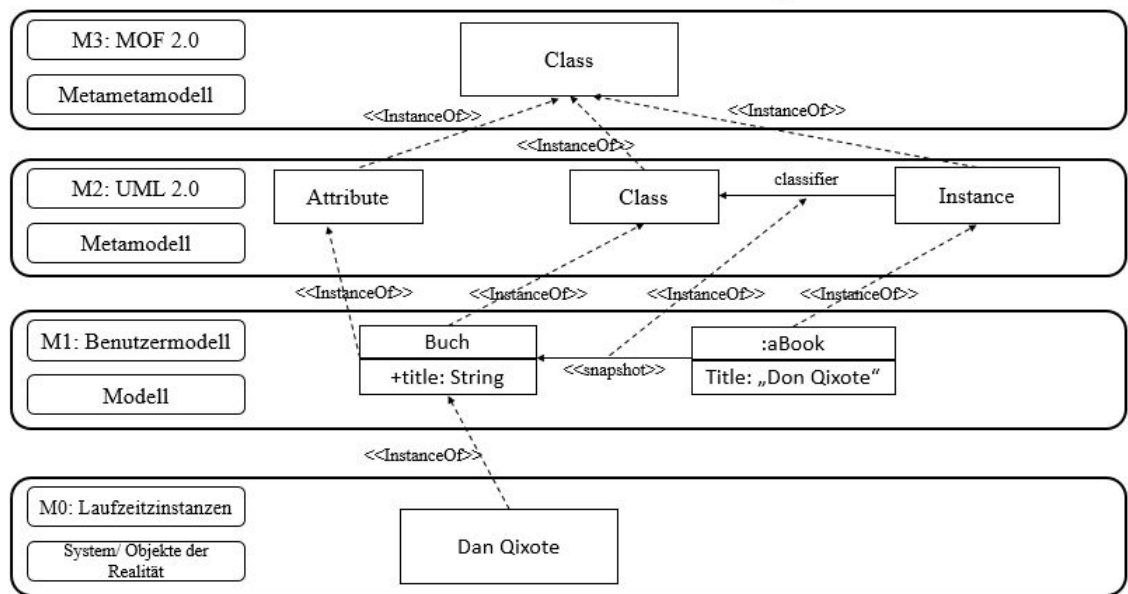 M3: MOF 2.0
Metametamodell
Class
<<InstanceOf>>
<<InstanceOf>>
<<InstanceOf>>
M2: UML 2.0
Metamodell
Attribute
Class
classifier
Instance
<<InstanceOf>>
<<InstanceOf>>
<<InstanceOf>>
<<InstanceOf>>
M1: Benutzermodell
Modell
Buch
+title: String
<<snapshot>>
:aBook
Title: „Don Qixote“
<<InstanceOf>>
M0: Laufzeitzinstanzen
System/ Objekte der
Realität
Dan Qixote